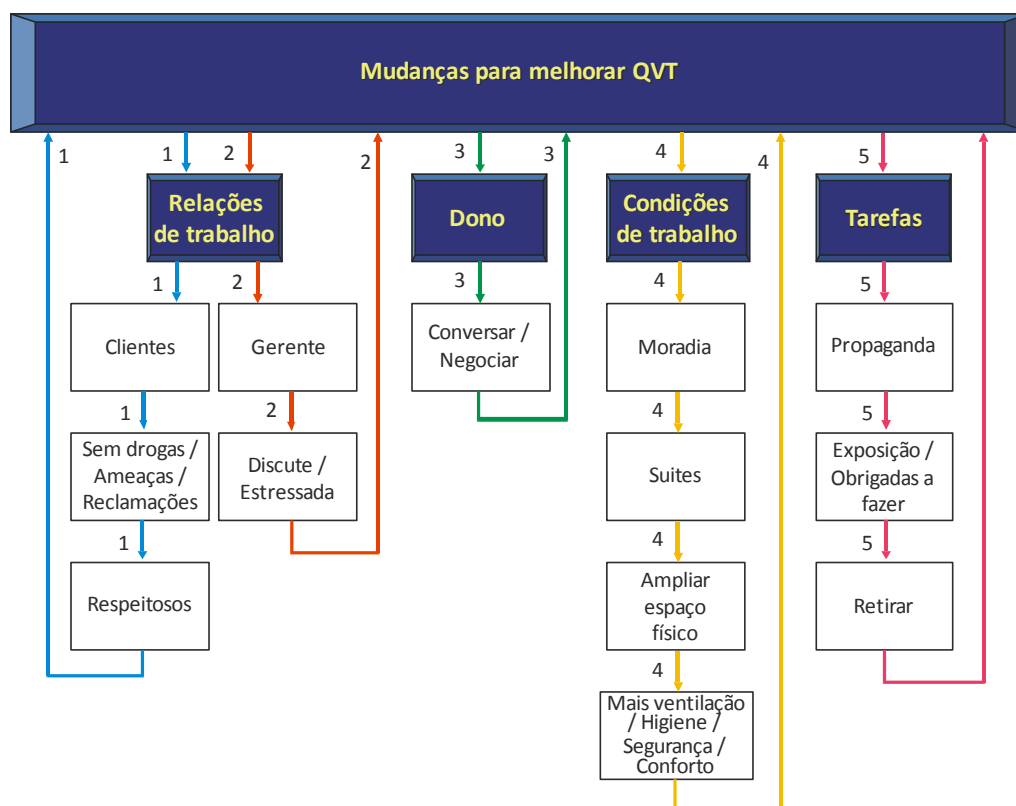 Mudanças para melhorar QVT
1
1
2
2
3
3
4
4
5
Relações
de trabalho
Dono
Condições
de trabalho
Tarefas
1
2
3
4
5
Clientes
Gerente
Conversar /
Negociar
Moradia
Propaganda
1
2
4
5
Sem drogas /
Ameaças /
Reclamações
Discute /
Estressada
Suites
Exposição /
Obrigadas a
fazer
1
4
5
Respeitosos
Ampliar
espaço
físico
Retirar
4
Mais ventilação
/ Higiene /
Segurança /
Conforto